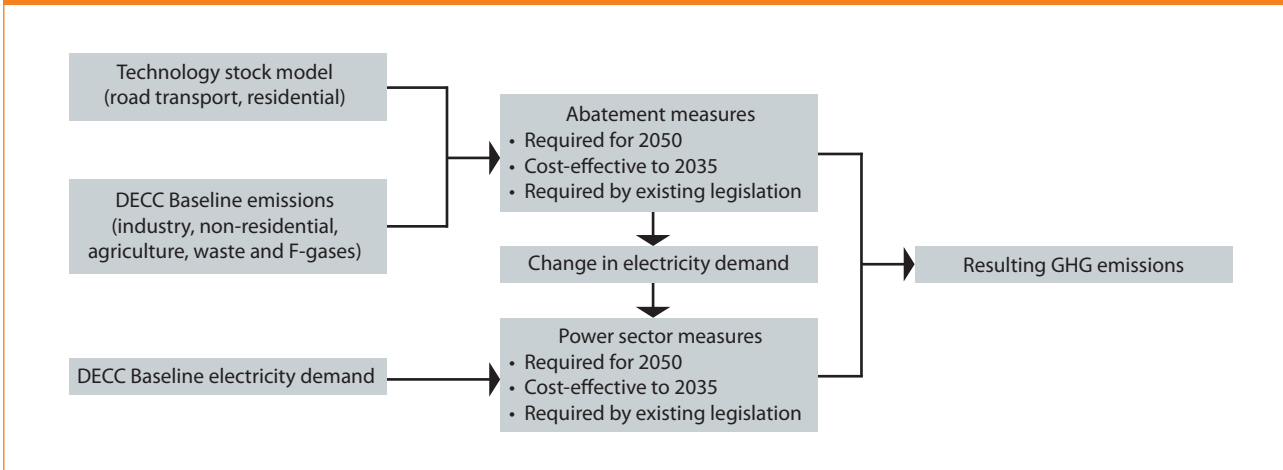 Technology stock model
(road transport, residential)
DECC Baseline emissions
(industry, non-residential,
agriculture, waste and F-gases)
DECC Baseline electricity demand
Abatement measures
• Required for 2050
• Cost-effective to 2035
• Required by existing legislation
Change in electricity demand
Power sector measures
• Required for 2050
• Cost-effective to 2035
• Required by existing legislation
Resulting GHG emissions